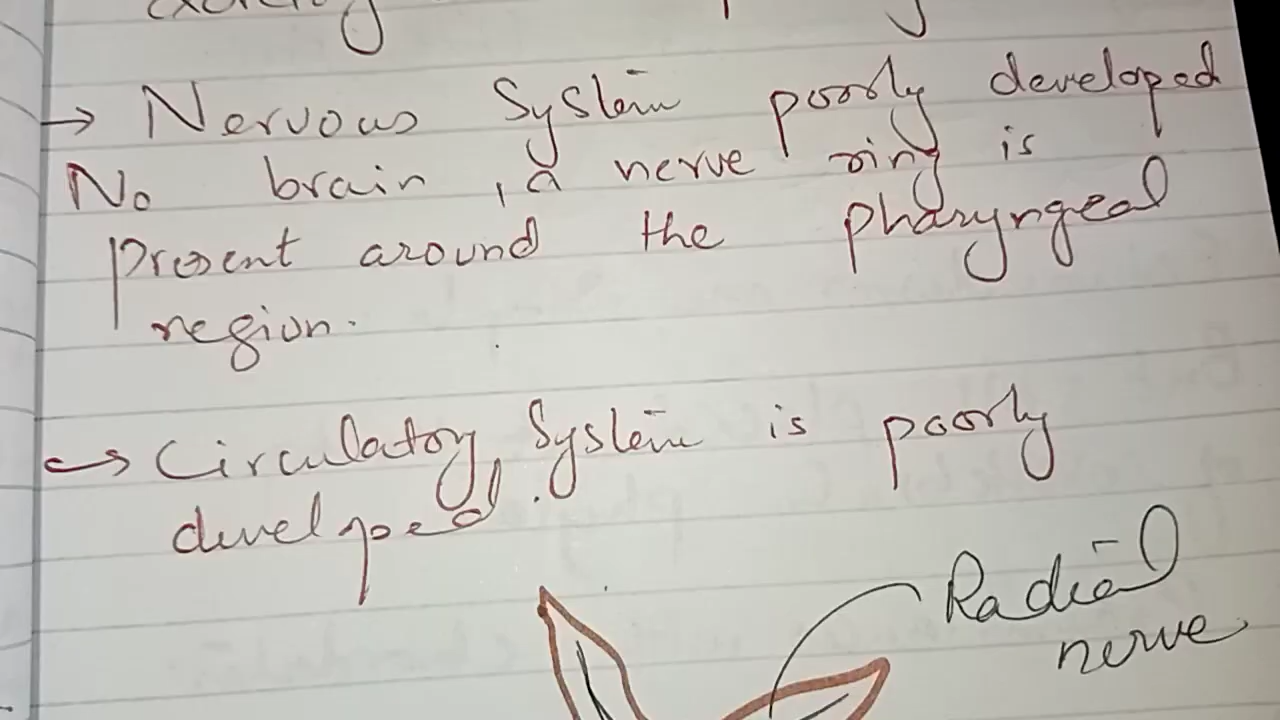 → Nervous System poorly developed
No brain, a nerve ring is
present around the pharyngeal
region.
→ Circulatory System is poorly
develped.
Radial
nerve